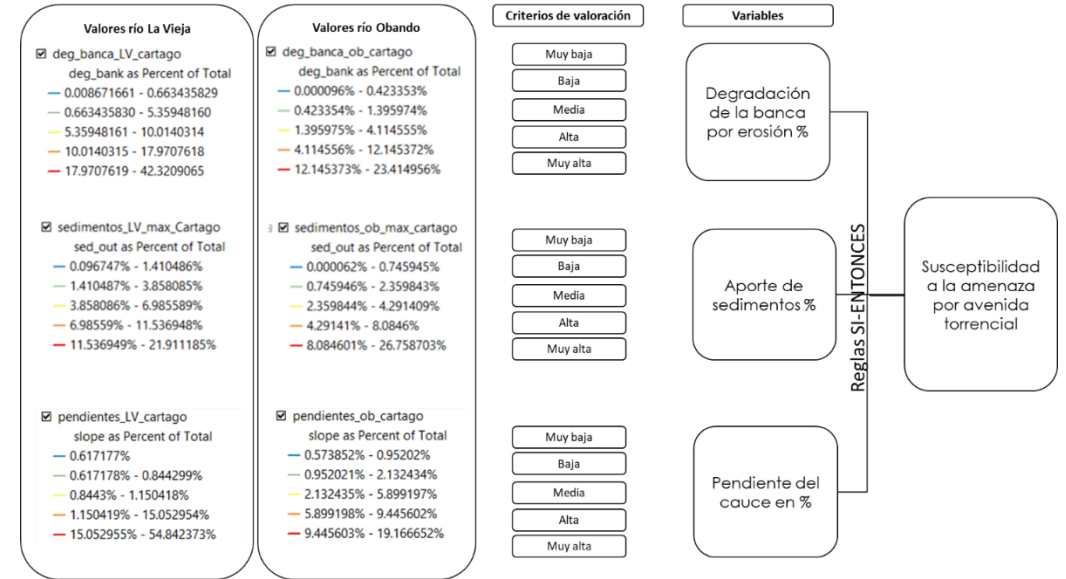 Valores río La Vieja
deg_banca_LV_cartago
deg_bank as Percent of Total
0.008671661 - 0.663435829
0.663435830 - 5.35948160
5.35948161 - 10.0140314
10.0140315 - 17.9707618
17.9707619 - 42.3209065
sedimentos_LV_max_Cartago
sed_out as Percent of Total
0.096747% - 1.410486%
1.410487% - 3.858085%
3.858086% - 6.985589%
6.98559% - 11.536948%
11.536949% - 21.911185%
pendientes_LV_cartago
slope as Percent of Total
0.617177%
0.617178% - 0.844299%
0.8443% - 1.150418%
1.150419% - 15.052954%
15.052955% - 54.842373%
Valores río Obando
deg_banca_ob_cartago
deg_bank as Percent of Total
0.000096% - 0.423353%
0.423354% - 1.395974%
1.395975% - 4.114555%
4.114556% - 12.145372%
12.145373% - 23.414956%
sedimentos_ob_max_cartago
sed_out as Percent of Total
0.000062% - 0.745945%
0.745946% - 2.359843%
2.359844% - 4.291409%
4.29141% - 8.0846%
8.084601% - 26.758703%
pendientes_ob_cartago
slope as Percent of Total
0.573852% - 0.95202%
0.952021% - 2.132434%
2.132435% - 5.899197%
5.899198% - 9.445602%
9.445603% - 19.166652%
Criterios de valoración
Muy baja
Baja
Media
Alta
Muy alta
Muy baja
Baja
Media
Alta
Muy alta
Muy baja
Baja
Media
Alta
Muy alta
Variables
Degradación
de la banca
por erosión %
Aporte de
sedimentos %
Pendiente del
cauce en %
Reglas SI-ENTONCES
Susceptibilidad
a la amenaza
por avenida
torrencial